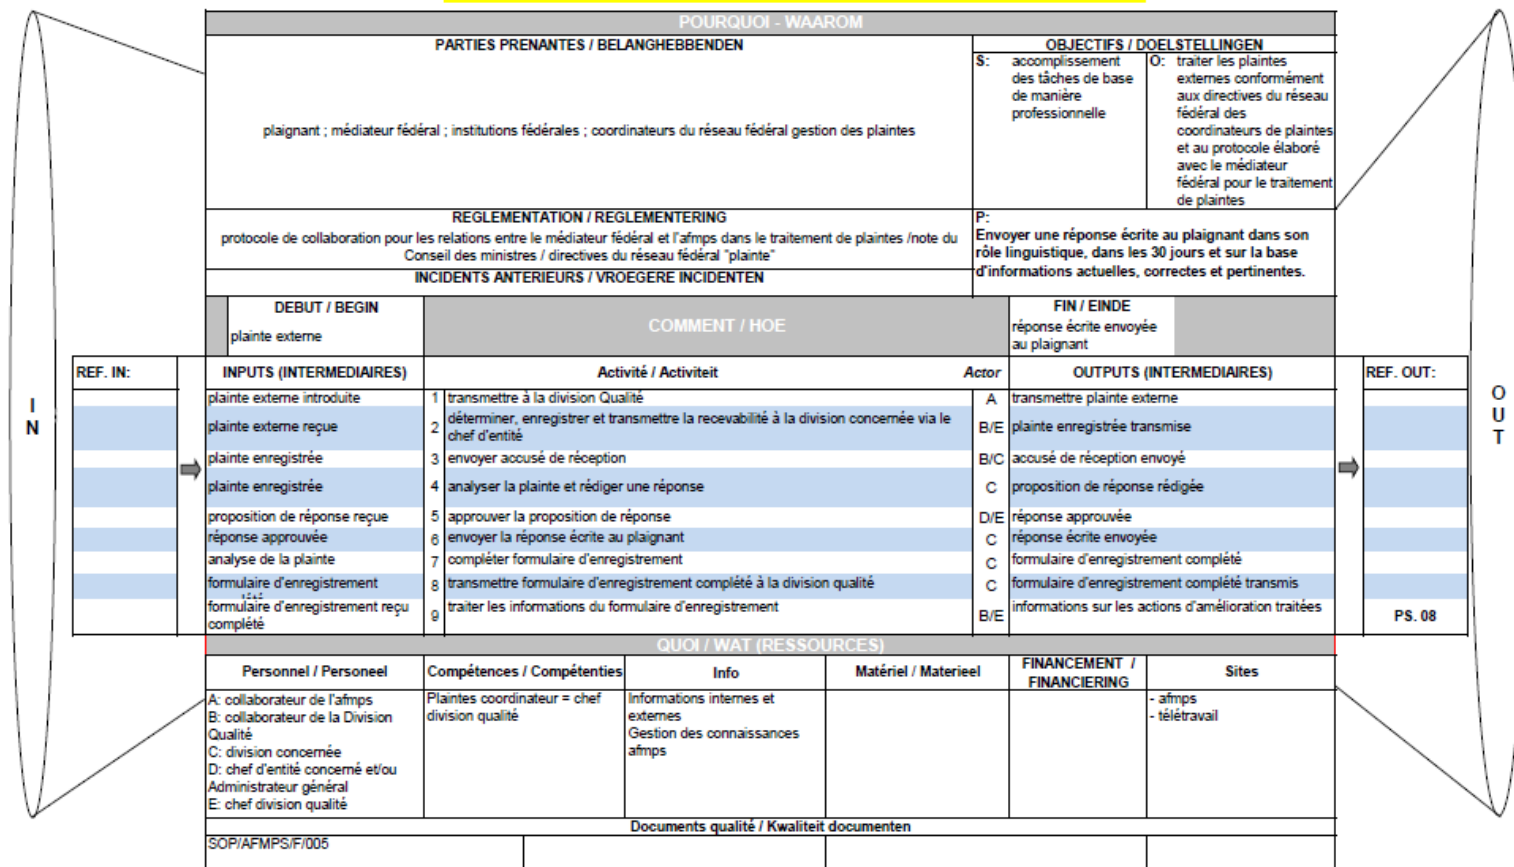 POURQUOI - WAAROM
PARTIES PRENANTES / BELANGHEBBENDEN
plaignant ; médiateur fédéral ; institutions fédérales ; coordinateurs du réseau fédéral gestion des plaintes
OBJECTIFS / DOELSTELLINGEN
S: accomplissement
des tâches de base
de manière
professionnelle
O: traiter les plaintes
externes conformément
aux directives du réseau
fédéral des
coordinateurs de plaintes
et au protocole élaboré
avec le médiateur
fédéral pour le traitement
de plaintes
REGLEMENTATION / REGLEMENTERING
protocole de collaboration pour les relations entre le médiateur fédéral et l'afmps dans le traitement de plaintes /note du
Conseil des ministres / directives du réseau fédéral "plainte"
INCIDENTS ANTERIEURS / VROEGERE INCIDENTEN
P:
Envoyer une réponse écrite au plaignant dans son
rôle linguistique, dans les 30 jours et sur la base
d'informations actuelles, correctes et pertinentes.
DEBUT / BEGIN
plainte externe
COMMENT / HOE
FIN / EINDE
réponse écrite envoyée
au plaignant
I
N
O
U
T
REF. IN:
INPUTS (INTERMEDIAIRES)
Activité / Activiteit
Actor
OUTPUTS (INTERMEDIAIRES)
REF. OUT:
plainte externe introduite 1 transmettre à la division Qualité A transmettre plainte externe
plainte externe reçue 2 déterminer, enregistrer et transmettre la recevabilité à la division concernée via le
chef d'entité B/E plainte enregistrée transmise
plainte enregistrée 3 envoyer accusé de réception B/C accusé de réception envoyé
plainte enregistrée 4 analyser la plainte et rédiger une réponse C proposition de réponse rédigée
proposition de réponse reçue 5 approuver la proposition de réponse D/E réponse approuvée
réponse approuvée 6 envoyer la réponse écrite au plaignant C réponse écrite envoyée
analyse de la plainte 7 compléter formulaire d'enregistrement C formulaire d'enregistrement complété
formulaire d'enregistrement 8 transmettre formulaire d'enregistrement complété à la division qualité C formulaire d'enregistrement complété transmis
formulaire d'enregistrement reçu
complété 9 traiter les informations du formulaire d'enregistrement B/E informations sur les actions d'amélioration traitées PS. 08
QUOI / WAT (RESSOURCES)
Personnel / Personeel
Compétences / Compétenties
Info
Matériel / Materieel
FINANCEMENT /
FINANCIERING
Sites
A: collaborateur de l'afmps
B: collaborateur de la Division
Qualité
C: division concernée
D: chef d'entité concerné et/ou
Administrateur général
E: chef division qualité
Plaintes coordinateur = chef
division qualité
Informations internes et
externes
Gestion des connaissances
afmps
- afmps
- télétravail
Documents qualité / Kwaliteit documenten
SOP/AFMPS/F/005